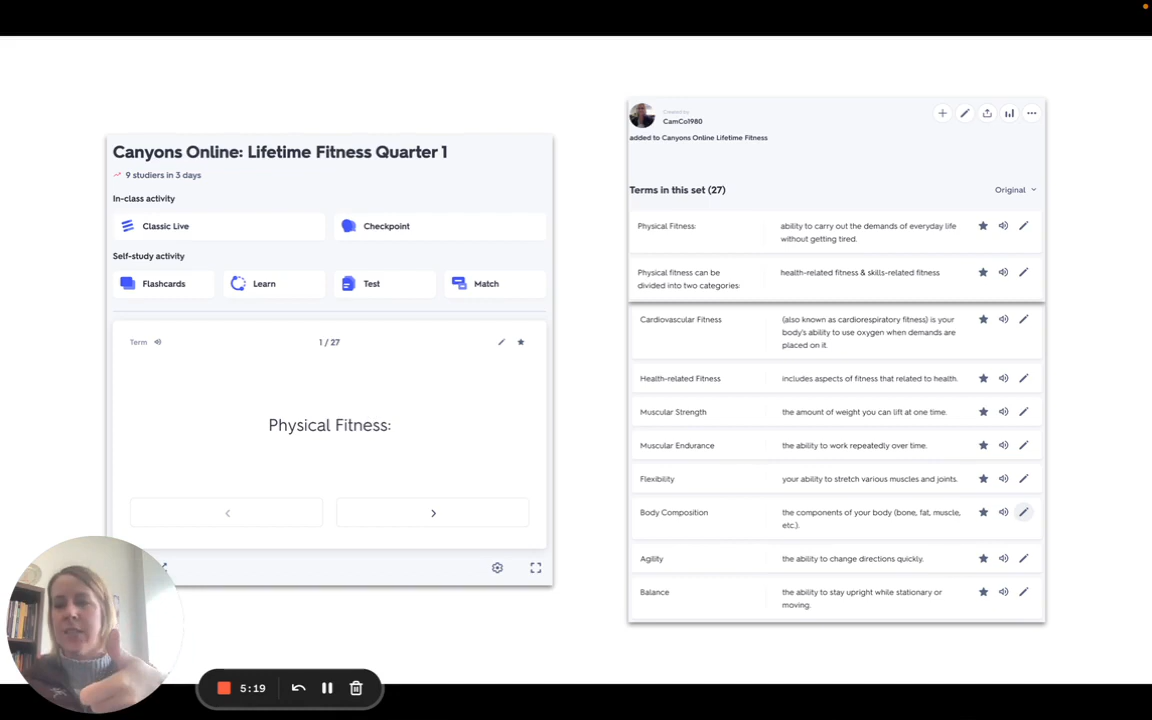 Canyons Online: Lifetime Fitness Quarter 1
9 studiers in 3 days
In-class activity
Classic Live
Checkpoint
Self-study activity
Flashcards
Learn
Test
Match
Term
1 / 27
Physical Fitness:
Created by
CamCo1980
added to Canyons Online Lifetime Fitness
Terms in this set (27)
Original
Physical Fitness:
ability to carry out the demands of everyday life
without getting tired.
Physical fitness can be
divided into two categories:
health-related fitness & skills-related fitness
Cardiovascular Fitness
(also known as cardiorespiratory fitness) is your
body's ability to use oxygen when demands are
placed on it.
Health-related Fitness
includes aspects of fitness that related to health.
Muscular Strength
the amount of weight you can lift at one time.
Muscular Endurance
the ability to work repeatedly over time.
Flexibility
your ability to stretch various muscles and joints.
Body Composition
the components of your body (bone, fat, muscle,
etc.).
Agility
the ability to change directions quickly.
Balance
the ability to stay upright while stationary or
moving.
5:19